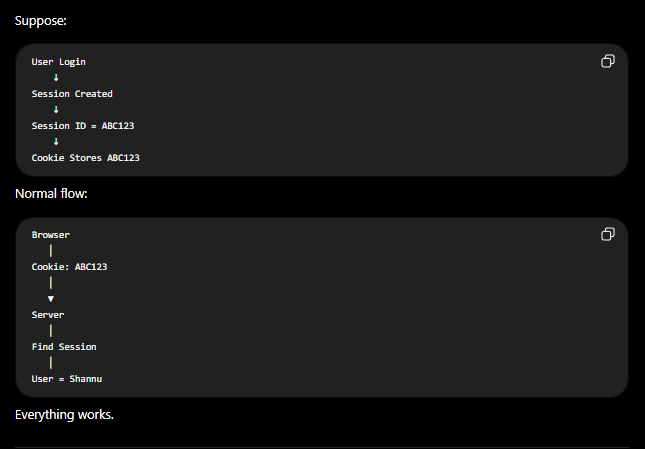 Suppose:
User Login
↓
Session Created
↓
Session ID = ABC123
↓
Cookie Stores ABC123
Normal flow:
Browser
│
Cookie: ABC123
│
▼
Server
│
Find Session
│
User = Shannu
Everything works.